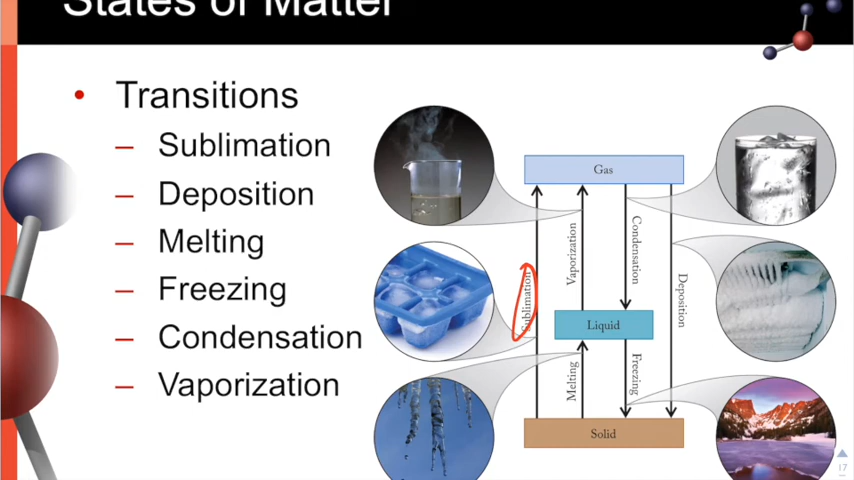 States of Matter
• Transitions
– Sublimation
– Deposition
– Melting
– Freezing
– Condensation
– Vaporization
Gas
Sublimation
Vaporization
Condensation
Deposition
Liquid
Melting
Freezing
Solid
17